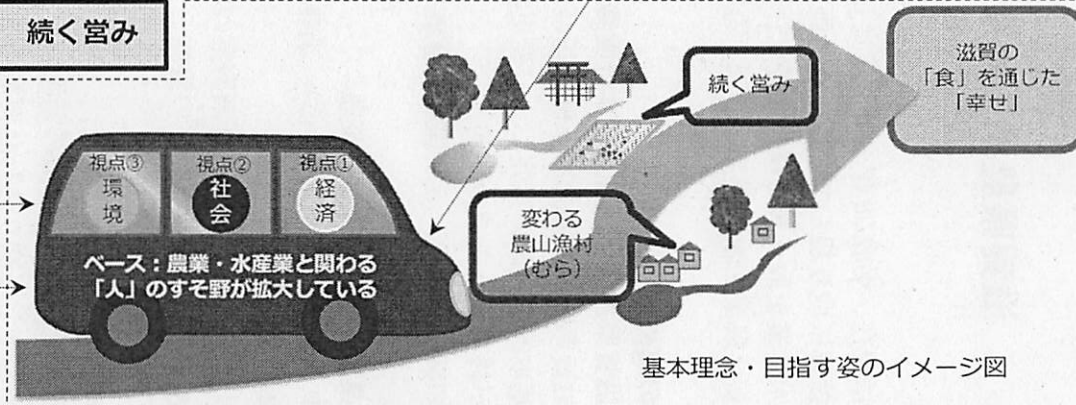 続く営み
滋賀の
「食」を通じた
「幸せ」
続く営み
視点③
環境
視点②
社会
視点①
経済
変わる
農山漁村
(むら)
ベース：農業・水産業と関わる
「人」のすそ野が拡大している
基本理念・目指す姿のイメージ図